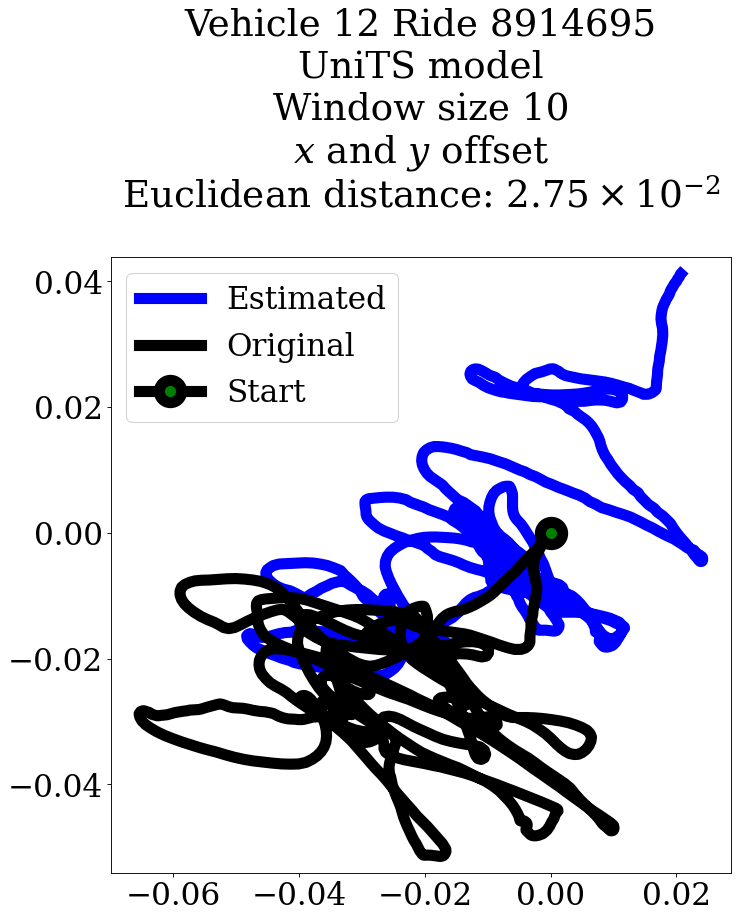 Vehicle 12 Ride 8914695
UniTS model
Window size 10
x and y offset
Euclidean distance: 2.75 × 10⁻²
Estimated
Original
Start
0.04
0.02
0.00
−0.02
−0.04
−0.06 −0.04 −0.02 0.00 0.02